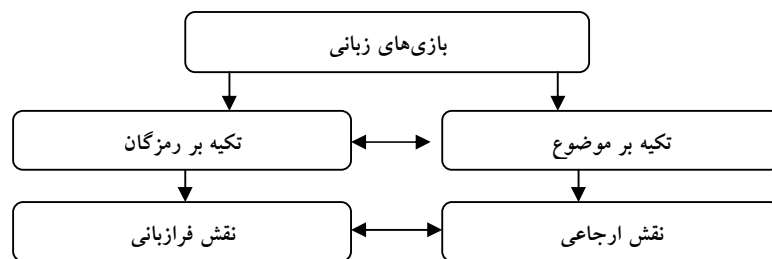 بازی‌های زبانی
تکیه بر موضوع
تکیه بر رمزگان
نقش ارجاعی
نقش فرازبانی